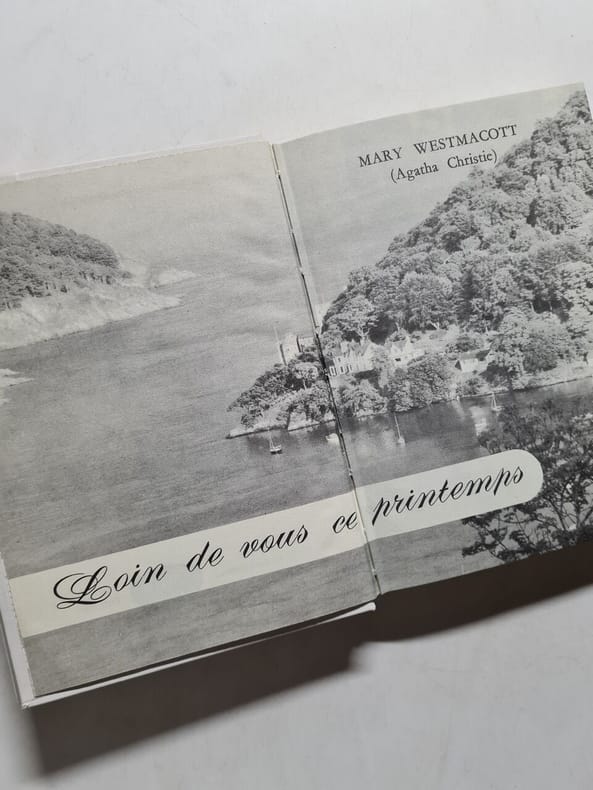 MARY WESTMACOTT
(Agatha Christie)
Loin de vous ce printemps